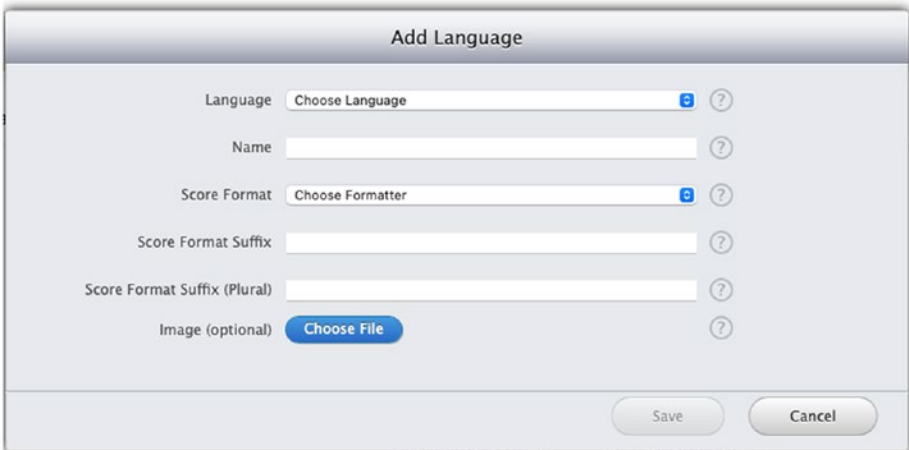 Add Language
Language Choose Language ?
Name ?
Score Format Choose Formatter ?
Score Format Suffix ?
Score Format Suffix (Plural) ?
Image (optional) Choose File ?
Save Cancel